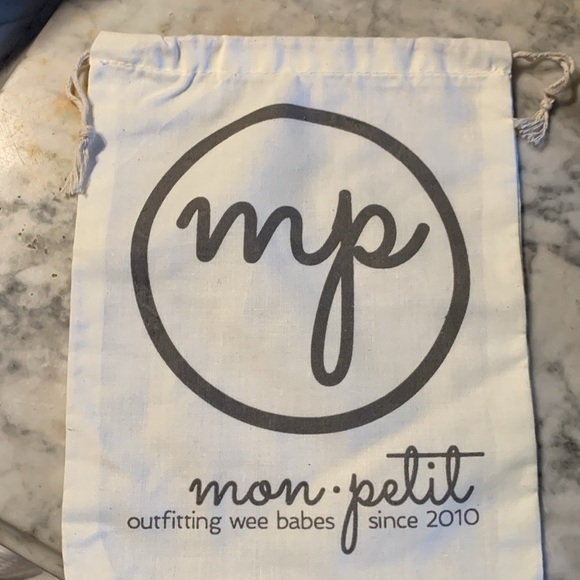 mp
mon·petit
outfitting wee babes since 2010